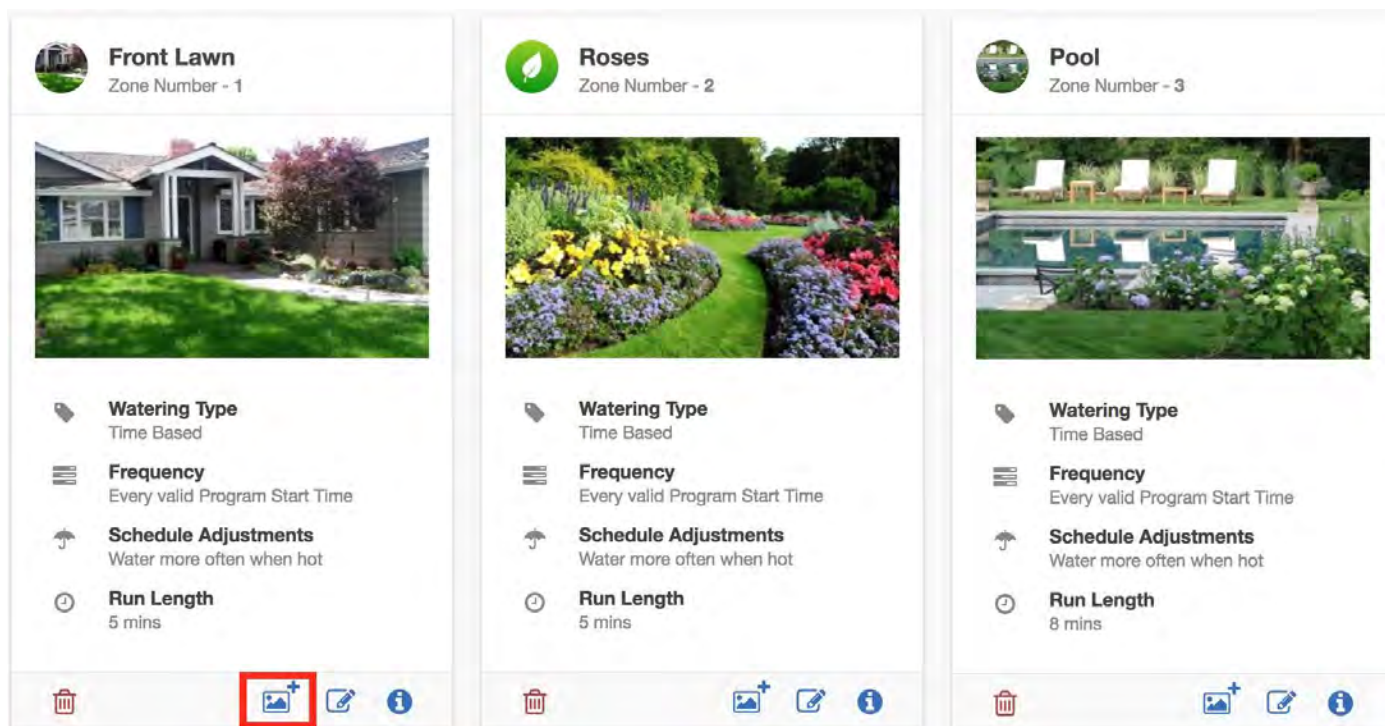 Front Lawn
Zone Number - 1
Watering Type
Time Based
Frequency
Every valid Program Start Time
Schedule Adjustments
Water more often when hot
Run Length
5 mins
Roses
Zone Number - 2
Watering Type
Time Based
Frequency
Every valid Program Start Time
Schedule Adjustments
Water more often when hot
Run Length
5 mins
Pool
Zone Number - 3
Watering Type
Time Based
Frequency
Every valid Program Start Time
Schedule Adjustments
Water more often when hot
Run Length
8 mins